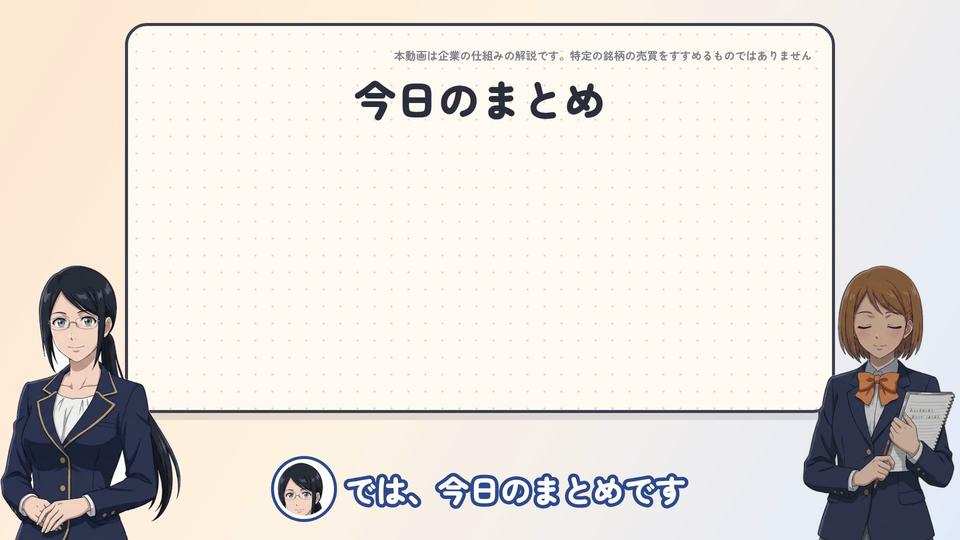 本動画は企業の仕組みの解説です。特定の銘柄の売買をすすめるものではありません
今日のまとめ
では、今日のまとめです